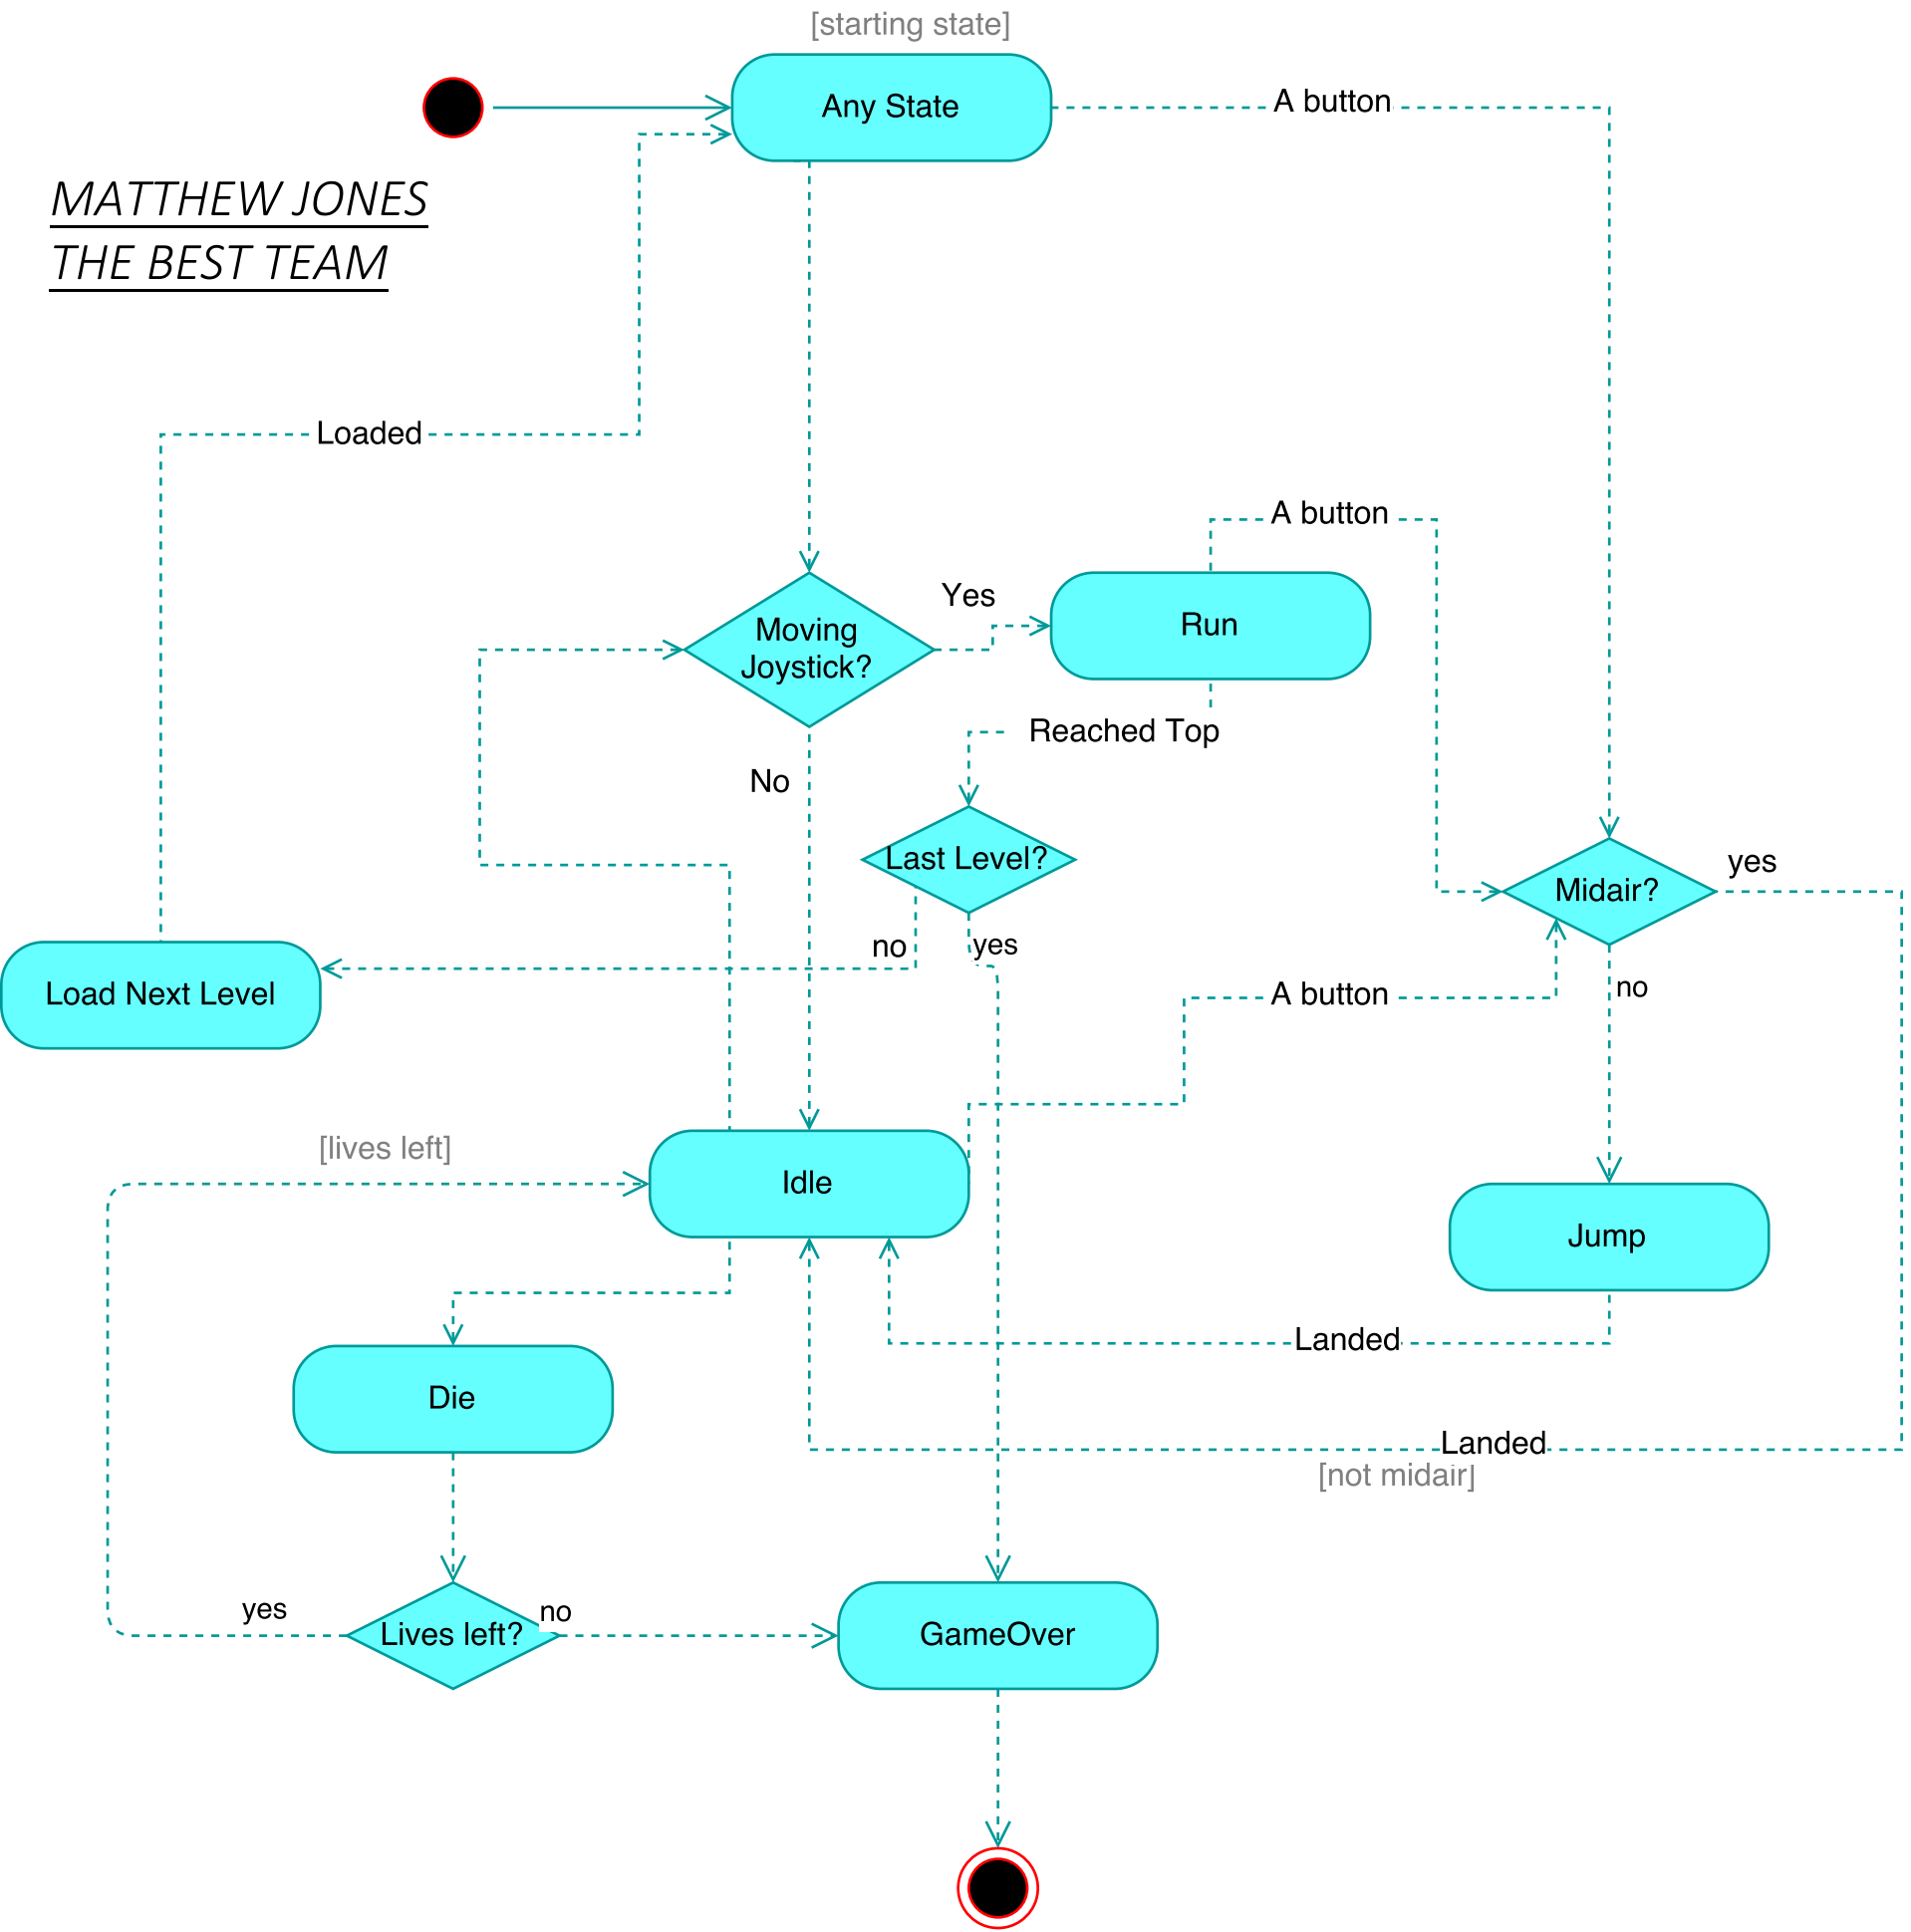 [starting state]
Any State
A button
MATTHEW JONES
THE BEST TEAM
Loaded
A button
Yes
Run
Moving
Joystick?
Reached Top
No
Last Level?
yes
Midair?
no
yes
no
Load Next Level
A button
[lives left]
Idle
Jump
Landed
Die
Landed
[not midair]
yes
no
Lives left?
GameOver